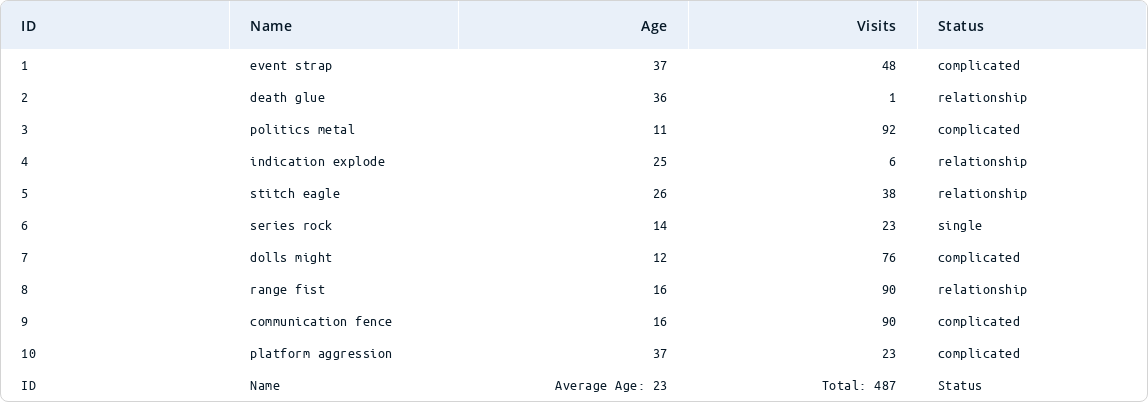 ID Name Age Visits Status
1 event strap 37 48 complicated
2 death glue 36 1 relationship
3 politics metal 11 92 complicated
4 indication explode 25 6 relationship
5 stitch eagle 26 38 relationship
6 series rock 14 23 single
7 dolls might 12 76 complicated
8 range fist 16 90 relationship
9 communication fence 16 90 complicated
10 platform aggression 37 23 complicated
ID Name Average Age: 23 Total: 487 Status